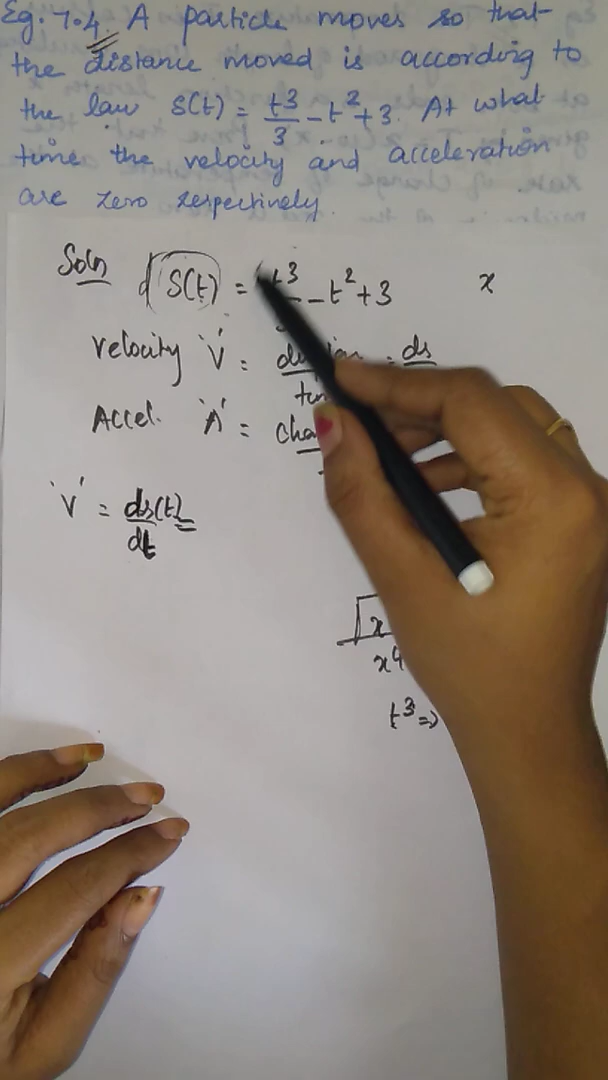 Eg. 7.4. A particle moves so that
the distance moved is according to
the law S(t) = t³/3 - t² + 3. At what
time the velocity and acceleration
are zero respectively.
Soln d S(t) = t³ - t² + 3 x
Velocity 'V' = = ds
Accel. 'A' =
'V' = ds(t)/dt
x
x⁴
t³ ⇒